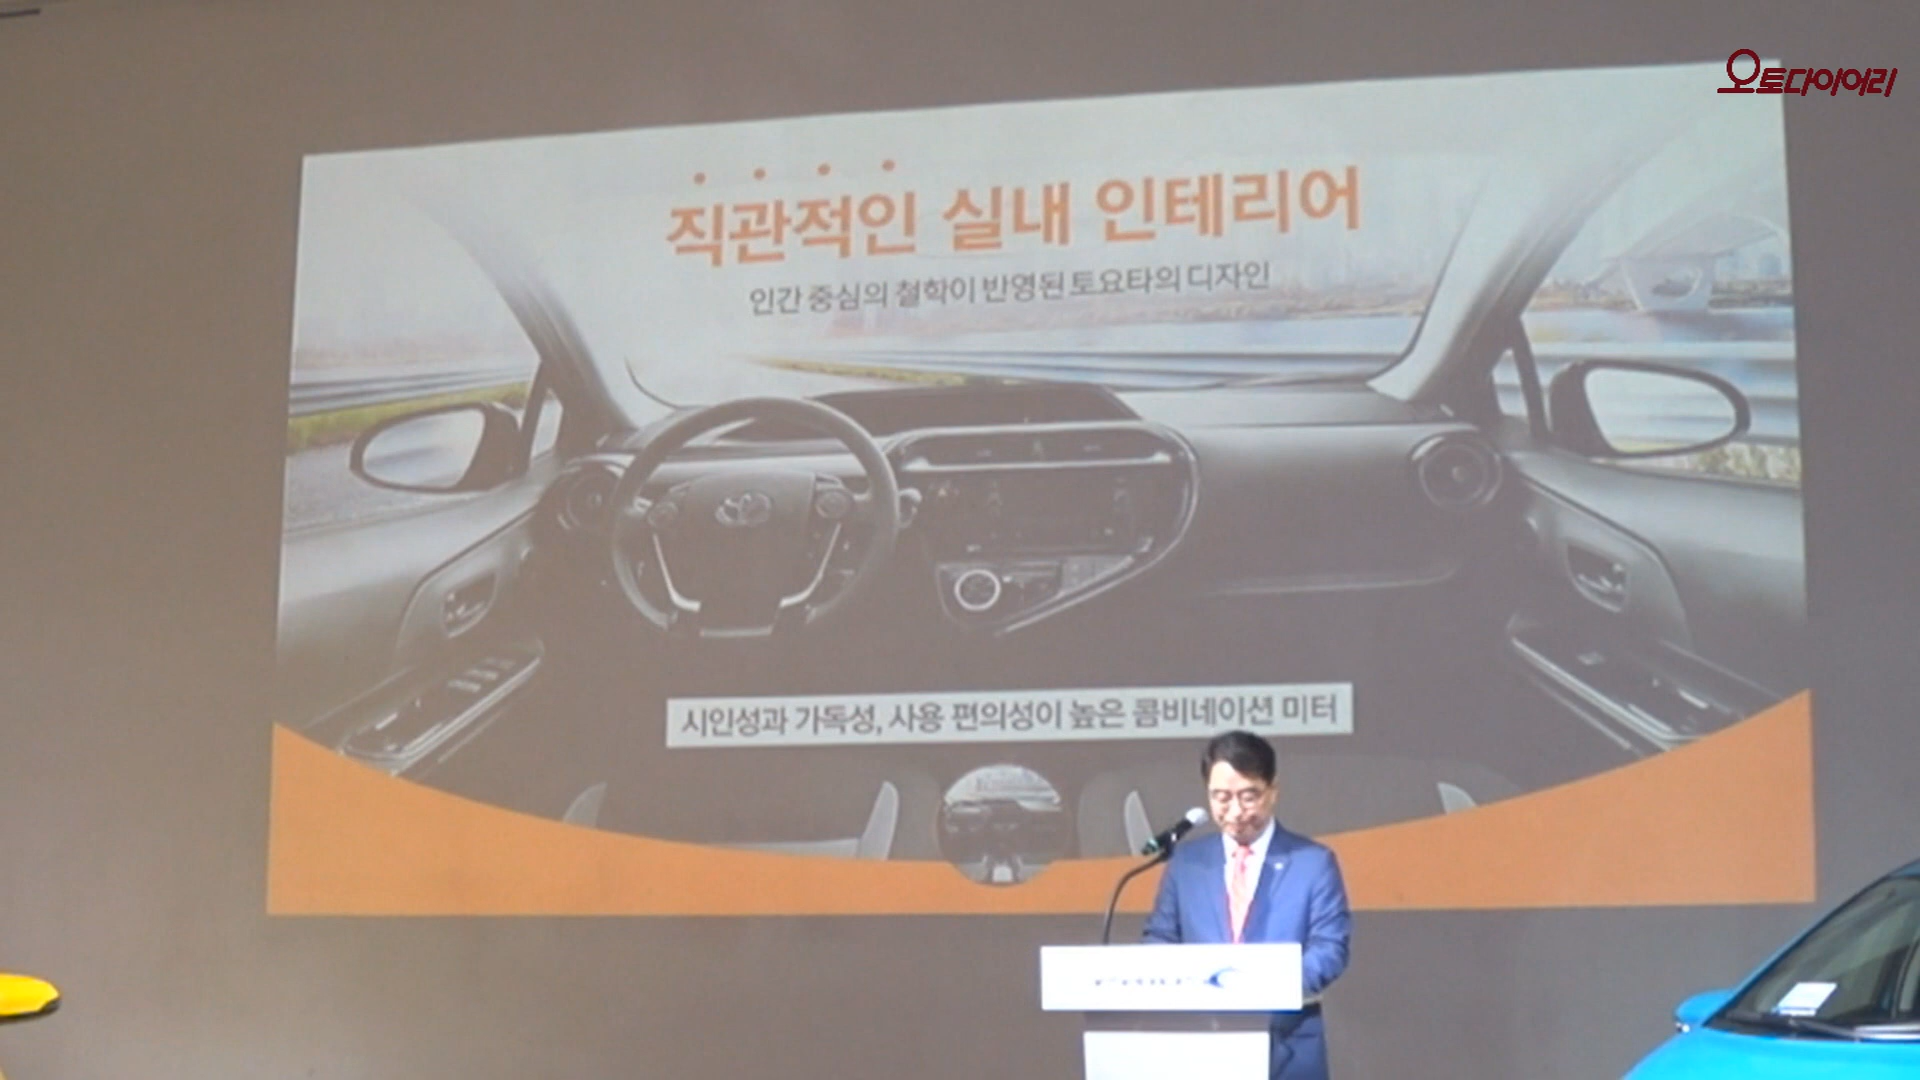 오토다이어리
직관적인 실내 인테리어
인간 중심의 철학이 반영된 토요타의 디자인
시인성과 가독성, 사용 편의성이 높은 콤비네이션 미터